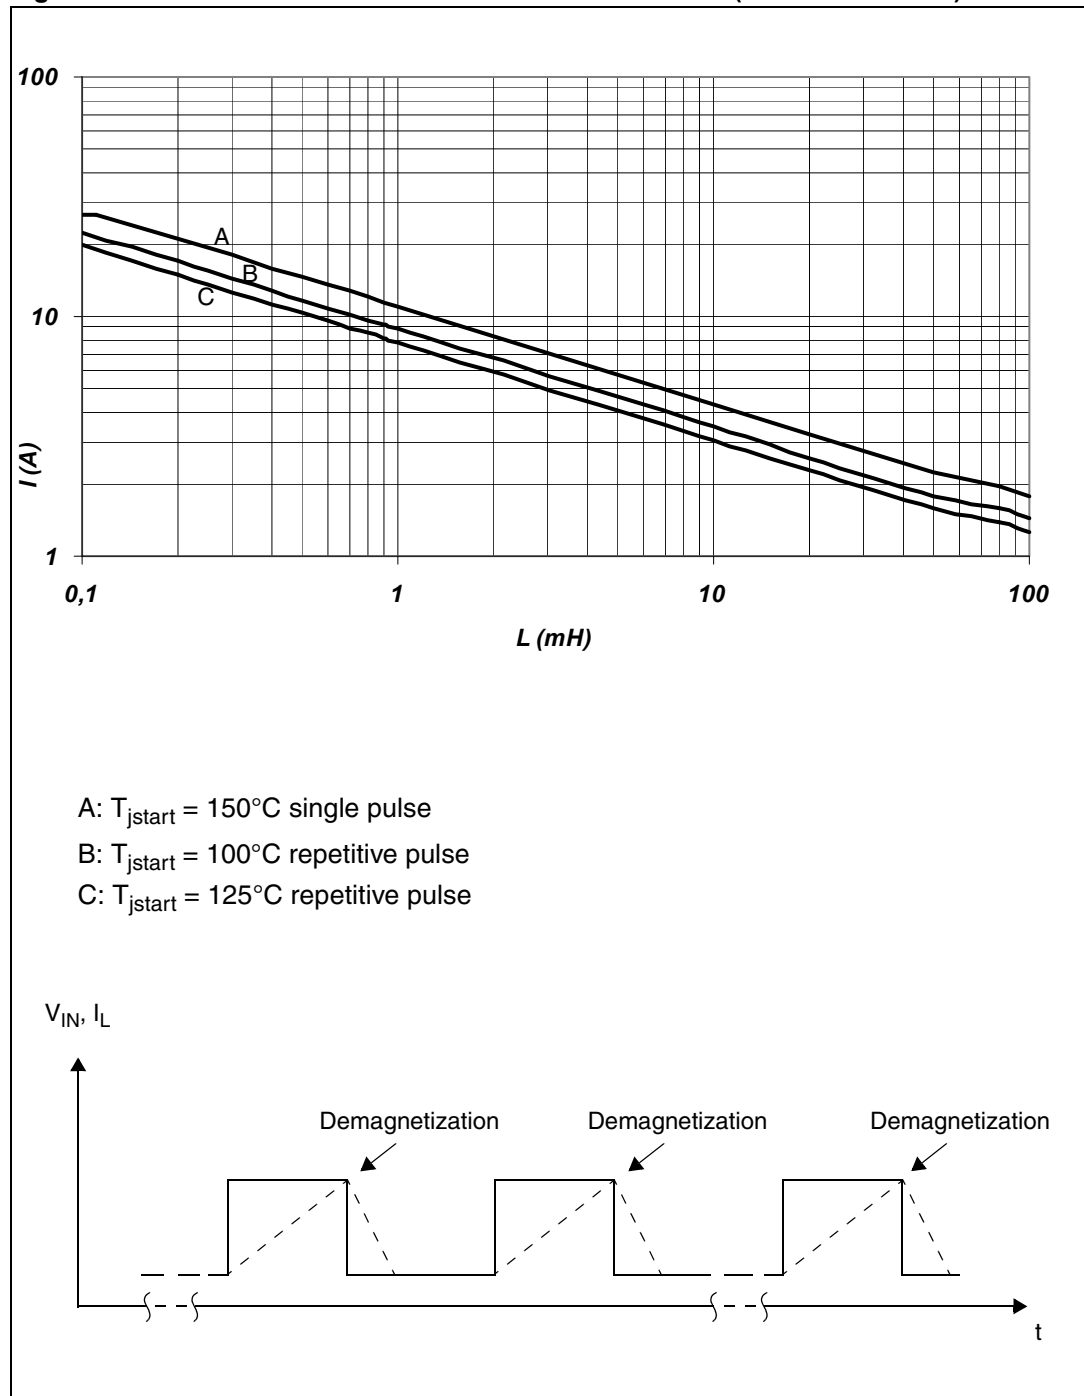 100
A
B
C
10
I (A)
1
0,1 1 10 100
L (mH)
A: Tjstart = 150°C single pulse
B: Tjstart = 100°C repetitive pulse
C: Tjstart = 125°C repetitive pulse
VIN, IL
Demagnetization Demagnetization Demagnetization
t